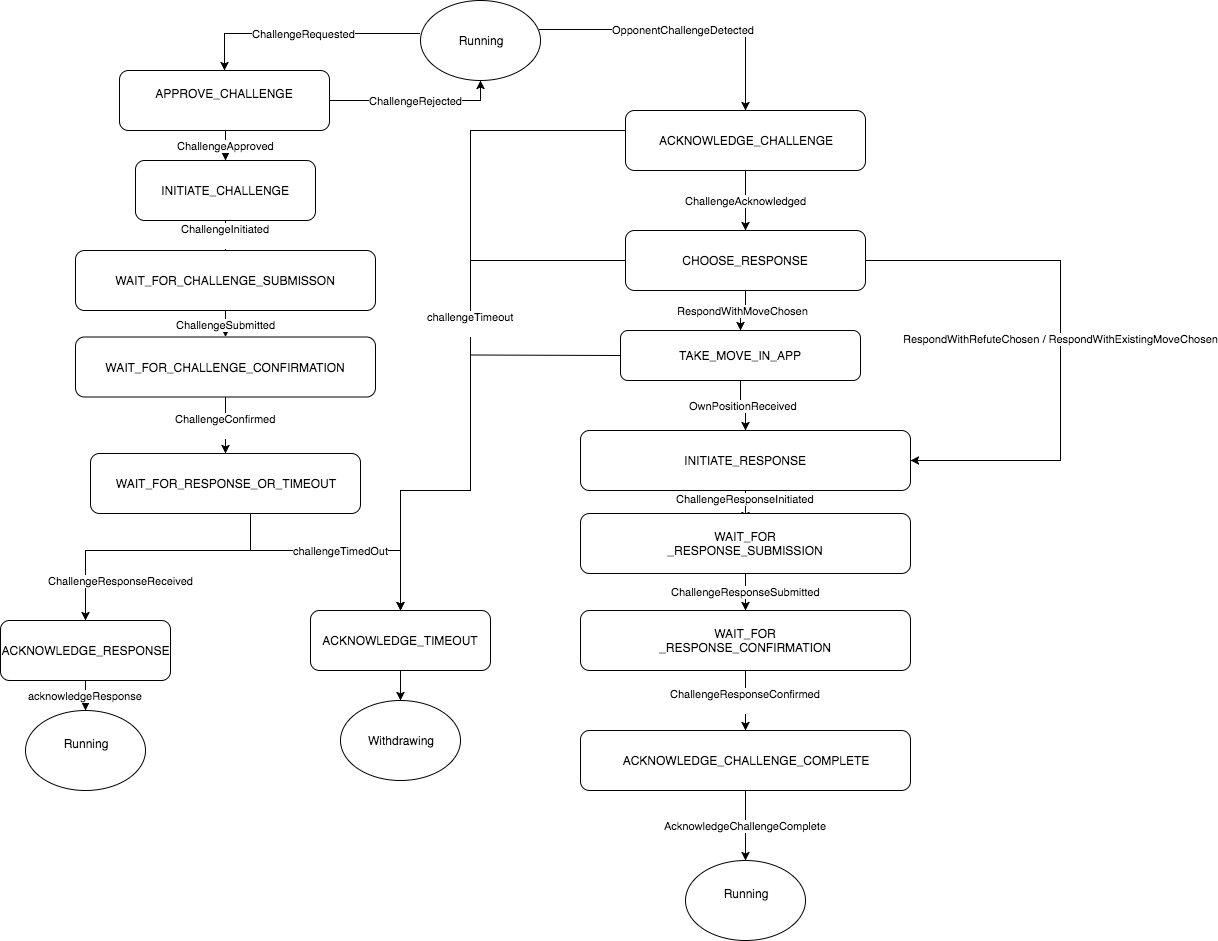 ChallengeRequested
Running
OpponentChallengeDetected
APPROVE_CHALLENGE
ChallengeRejected
ACKNOWLEDGE_CHALLENGE
ChallengeApproved
INITIATE_CHALLENGE
ChallengeAcknowledged
ChallengeInitiated
CHOOSE_RESPONSE
WAIT_FOR_CHALLENGE_SUBMISSON
RespondWithMoveChosen
challengeTimeout
ChallengeSubmitted
RespondWithRefuteChosen / RespondWithExistingMoveChosen
TAKE_MOVE_IN_APP
WAIT_FOR_CHALLENGE_CONFIRMATION
OwnPositionReceived
ChallengeConfirmed
INITIATE_RESPONSE
WAIT_FOR_RESPONSE_OR_TIMEOUT
ChallengeResponseInitiated
WAIT_FOR
_RESPONSE_SUBMISSION
challengeTimedOut
ChallengeResponseReceived
ChallengeResponseSubmitted
WAIT_FOR
_RESPONSE_CONFIRMATION
ACKNOWLEDGE_RESPONSE
ACKNOWLEDGE_TIMEOUT
acknowledgeResponse
ChallengeResponseConfirmed
Running
Withdrawing
ACKNOWLEDGE_CHALLENGE_COMPLETE
AcknowledgeChallengeComplete
Running